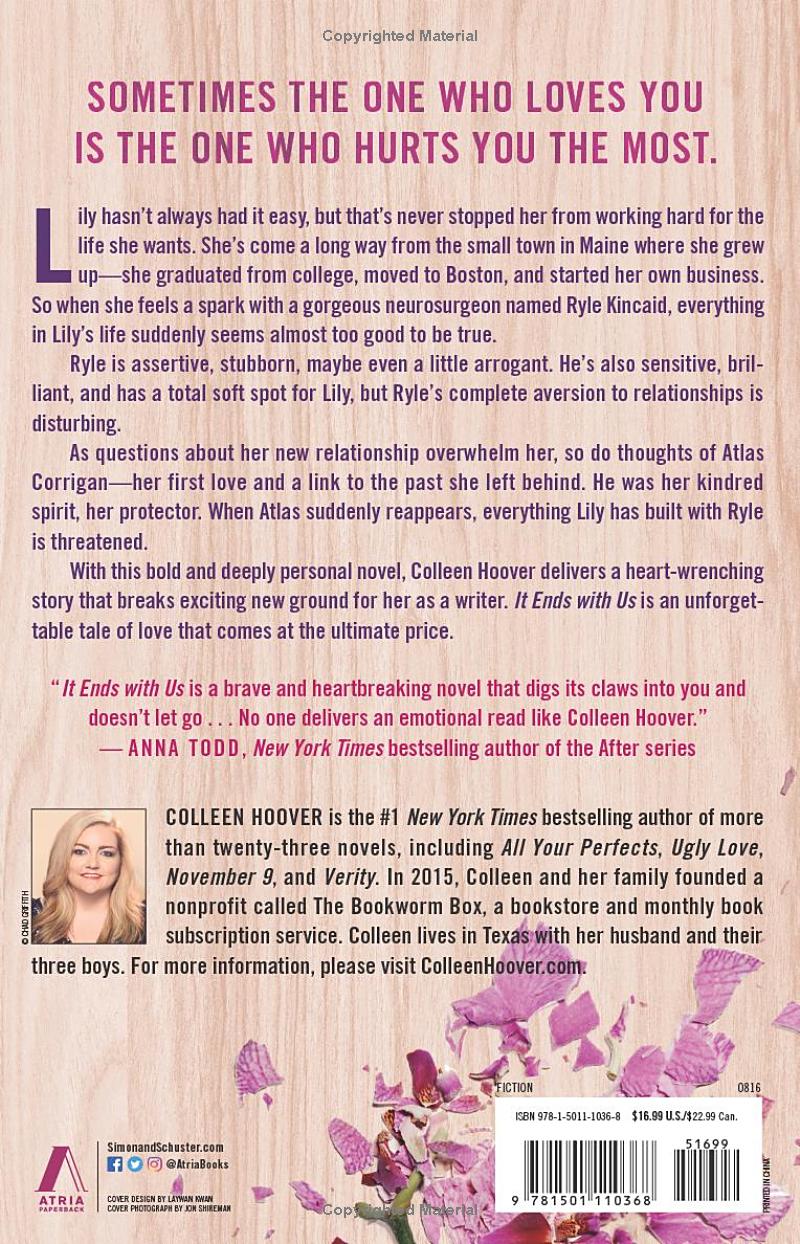 Copyrighted Material
SOMETIMES THE ONE WHO LOVES YOU
IS THE ONE WHO HURTS YOU THE MOST.
Lily hasn’t always had it easy, but that’s never stopped her from working hard for the
life she wants. She’s come a long way from the small town in Maine where she grew
up—she graduated from college, moved to Boston, and started her own business.
So when she feels a spark with a gorgeous neurosurgeon named Ryle Kincaid, everything
in Lily’s life suddenly seems almost too good to be true.
Ryle is assertive, stubborn, maybe even a little arrogant. He’s also sensitive, bril-
liant, and has a total soft spot for Lily, but Ryle’s complete aversion to relationships is
disturbing.
As questions about her new relationship overwhelm her, so do thoughts of Atlas
Corrigan—her first love and a link to the past she left behind. He was her kindred
spirit, her protector. When Atlas suddenly reappears, everything Lily has built with Ryle
is threatened.
With this bold and deeply personal novel, Colleen Hoover delivers a heart-wrenching
story that breaks exciting new ground for her as a writer. It Ends with Us is an unforget-
table tale of love that comes at the ultimate price.
“It Ends with Us is a brave and heartbreaking novel that digs its claws into you and
doesn’t let go . . . No one delivers an emotional read like Colleen Hoover.”
— ANNA TODD, New York Times bestselling author of the After series
COLLEEN HOOVER is the #1 New York Times bestselling author of more
than twenty-three novels, including All Your Perfects, Ugly Love,
November 9, and Verity. In 2015, Colleen and her family founded a
nonprofit called The Bookworm Box, a bookstore and monthly book
subscription service. Colleen lives in Texas with her husband and their
three boys. For more information, please visit ColleenHoover.com.
© CHAD GRIFFITH
FICTION 0816
ISBN 978-1-5011-1036-8 $16.99 U.S./$22.99 Can.
51699
9 781501 110368
PRINTED IN CHINA
SimonandSchuster.com
@AtriaBooks
ATRIA
PAPERBACK
COVER DESIGN BY LAYWAN KWAN
COVER PHOTOGRAPH BY JON SHIREMAN
Copyrighted Material